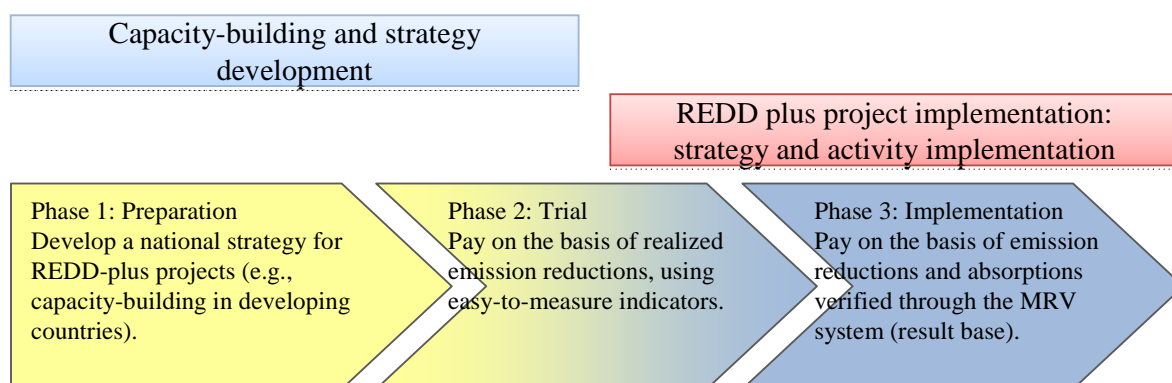 Capacity-building and strategy
development
REDD plus project implementation:
strategy and activity implementation
Phase 1: Preparation
Develop a national strategy for
REDD-plus projects (e.g.,
capacity-building in developing
countries).
Phase 2: Trial
Pay on the basis of realized
emission reductions, using
easy-to-measure indicators.
Phase 3: Implementation
Pay on the basis of emission
reductions and absorptions
verified through the MRV
system (result base).